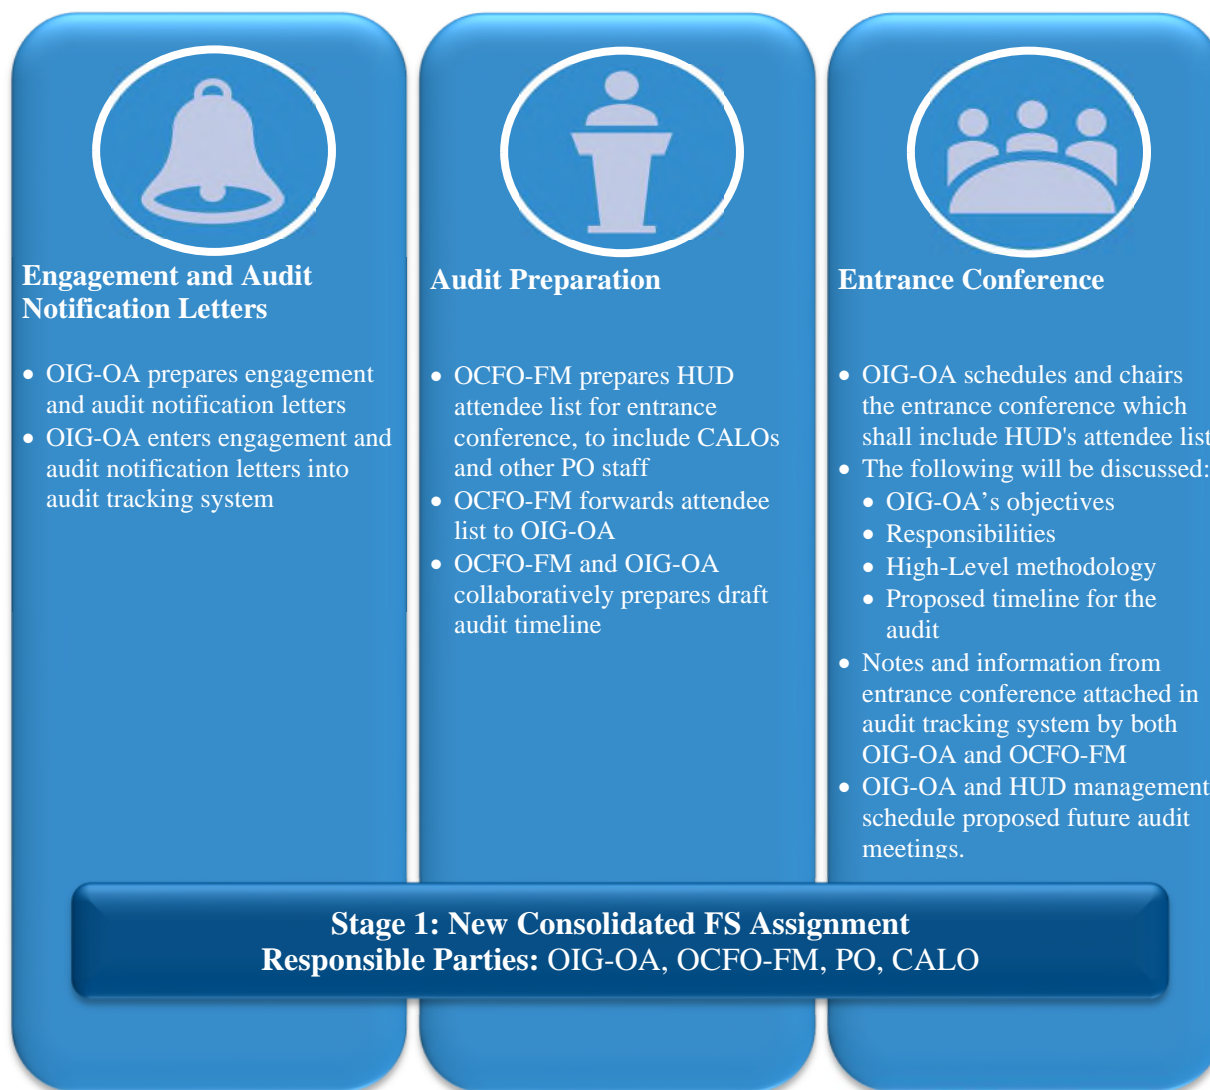 Engagement and Audit
Notification Letters
• OIG-OA prepares engagement
and audit notification letters
• OIG-OA enters engagement and
audit notification letters into
audit tracking system
Audit Preparation
• OCFO-FM prepares HUD
attendee list for entrance
conference, to include CALOs
and other PO staff
• OCFO-FM forwards attendee
list to OIG-OA
• OCFO-FM and OIG-OA
collaboratively prepares draft
audit timeline
Entrance Conference
• OIG-OA schedules and chairs
the entrance conference which
shall include HUD's attendee list
• The following will be discussed:
• OIG-OA’s objectives
• Responsibilities
• High-Level methodology
• Proposed timeline for the
audit
• Notes and information from
entrance conference attached in
audit tracking system by both
OIG-OA and OCFO-FM
• OIG-OA and HUD management
schedule proposed future audit
meetings.
Stage 1: New Consolidated FS Assignment
Responsible Parties: OIG-OA, OCFO-FM, PO, CALO